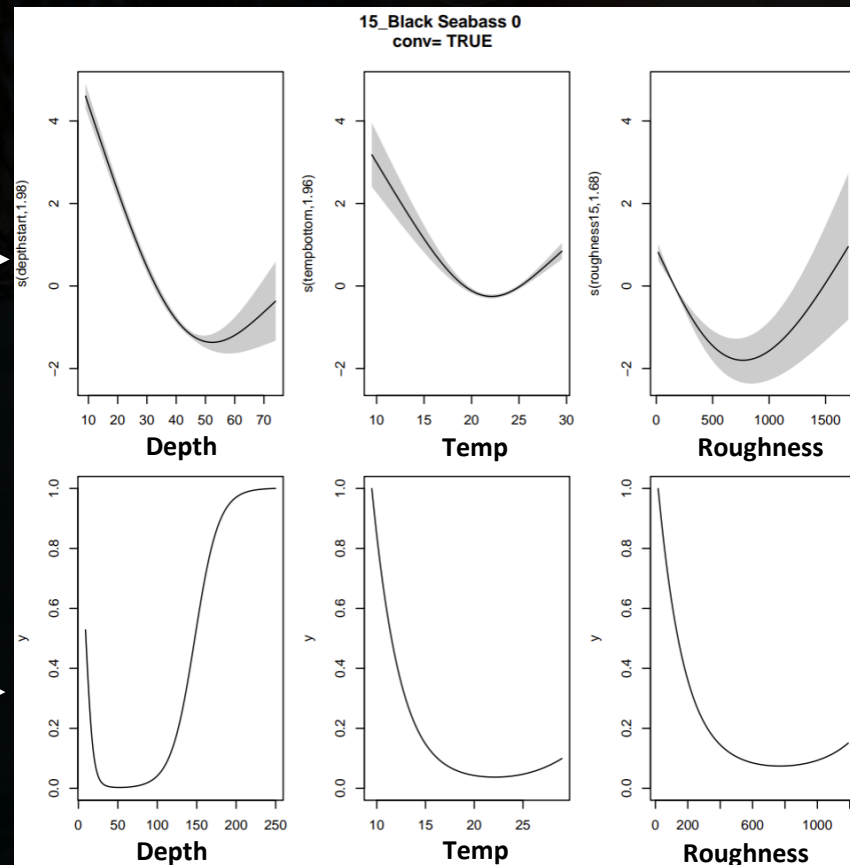 15_Black Seabass 0
conv= TRUE
s(depthstart,1.98)
−2 0 2 4
10 20 30 40 50 60 70
Depth
s(tempbottom,1.96)
−2 0 2 4
10 15 20 25 30
Temp
s(roughness15,1.68)
−2 0 2 4
0 500 1000 1500
Roughness
y
0.0 0.2 0.4 0.6 0.8 1.0
0 50 100 150 200 250
Depth
y
0.0 0.2 0.4 0.6 0.8 1.0
10 15 20 25
Temp
y
0.0 0.2 0.4 0.6 0.8 1.0
0 200 600 1000
Roughness